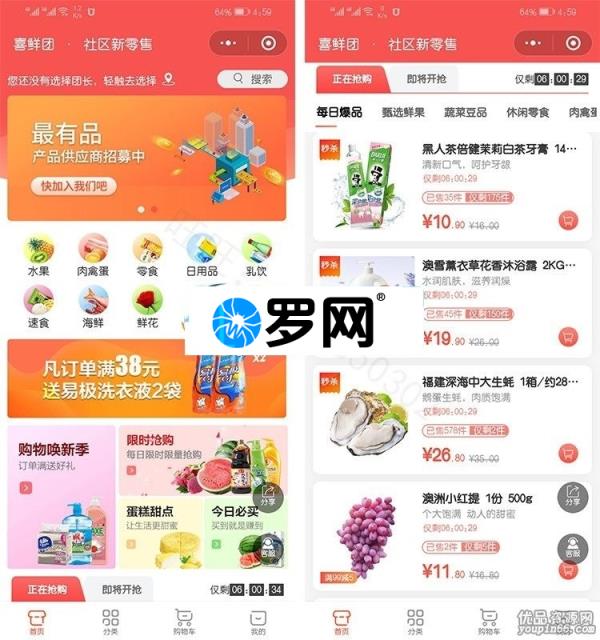 64%
4:59
喜鲜团 · 社区新零售
您还没有选择团长，轻触去选择
搜索
最有品
产品供应商招募中
快加入我们吧
水果
肉禽蛋
零食
日用品
乳饮
速食
海鲜
鲜花
凡订单满38元
送易极洗衣液2袋
X2
购物唤新季
订单满送好礼
限时抢购
每日限时限量抢购
蛋糕甜点
让生活更甜蜜
今日必买
买到就是赚到
分享
客服
正在抢购
即将开抢
仅剩 06:00:34
首页
分类
购物车
我的
64%
4:59
喜鲜团 · 社区新零售
正在抢购
即将开抢
仅剩 06:00:29
每日爆品
甄选鲜果
蔬菜豆品
休闲零食
肉禽
秒杀
黑人茶倍健茉莉白茶牙膏 14...
清新口气，呵护牙龈
仅剩06:00:29
已售35件
仅剩175件
¥10.90
¥16.00
秒杀
澳雪薰衣草花香沐浴露 2KG...
水润肌肤，滋养润燥
仅剩06:00:29
已售45件
仅剩150件
¥19.90
¥26.00
秒杀
福建深海中大生蚝 1箱/约28...
鹅蛋生蚝，肉质饱满
仅剩06:00:29
已售578件
仅剩2件
¥26.80
¥35.00
澳洲小红提 1份 500g
个大饱满 动人的甜蜜
仅剩06:00:29
已售2件
¥11.80
¥16.80
满99减5
分享
客服
首页
分类
购物车
罗网®
优品资源网
youpin66.com